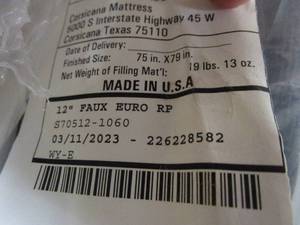 Corsicana Mattress
5000 S Interstate Highway 45 W
Corsicana Texas 75110
Date of Delivery:
Finished Size: 75 in. X79 in.
Net Weight of Filling Mat'l: 19 lbs. 13 oz.
MADE IN U.S.A
12" FAUX EURO RP
S70512-1060
03/11/2023 - 226228582
WY-E